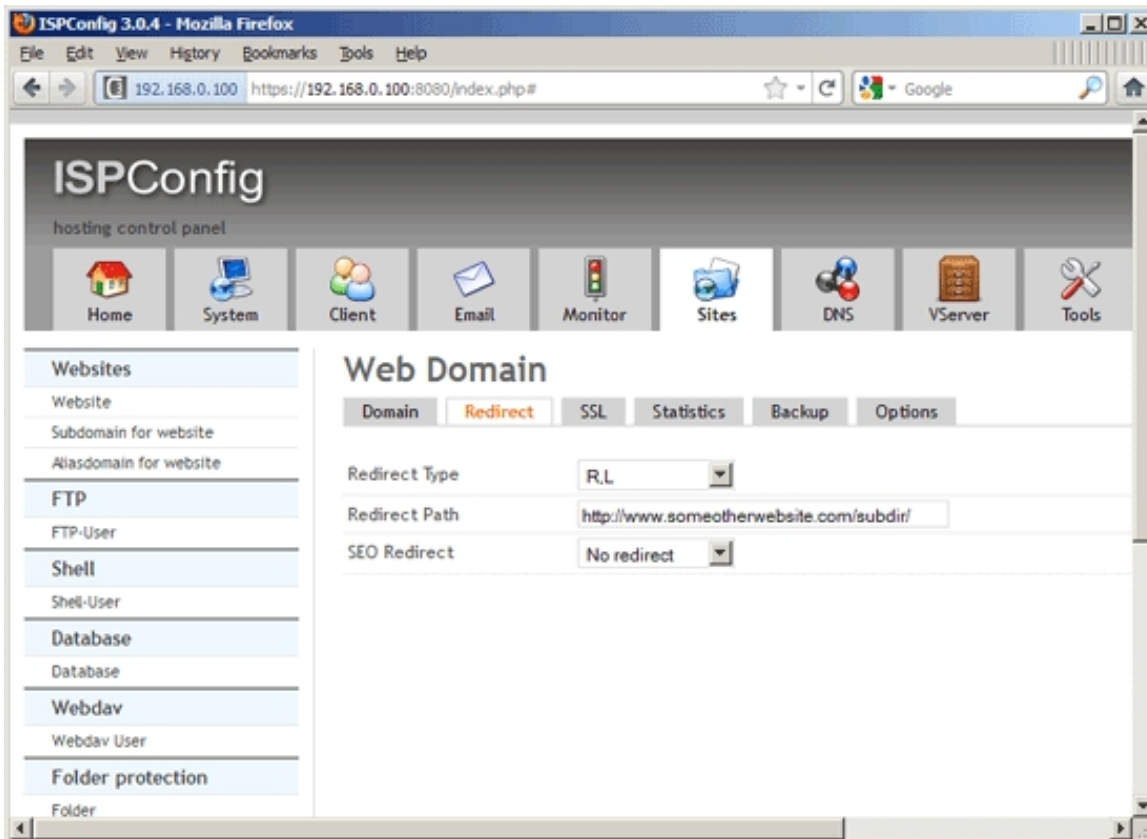 ISPConfig 3.0.4 - Mozilla Firefox
File Edit View History Bookmarks Tools Help
192.168.0.100 https://192.168.0.100:8080/index.php# Google
ISPConfig
hosting control panel
Home System Client Email Monitor Sites DNS VServer Tools
Websites
Website
Subdomain for website
Aliasdomain for website
FTP
FTP-User
Shell
Shell-User
Database
Database
Webdav
Webdav User
Folder protection
Folder
Web Domain
Domain Redirect SSL Statistics Backup Options
Redirect Type R,L
Redirect Path http://www.someotherwebsite.com/subdir/
SEO Redirect No redirect